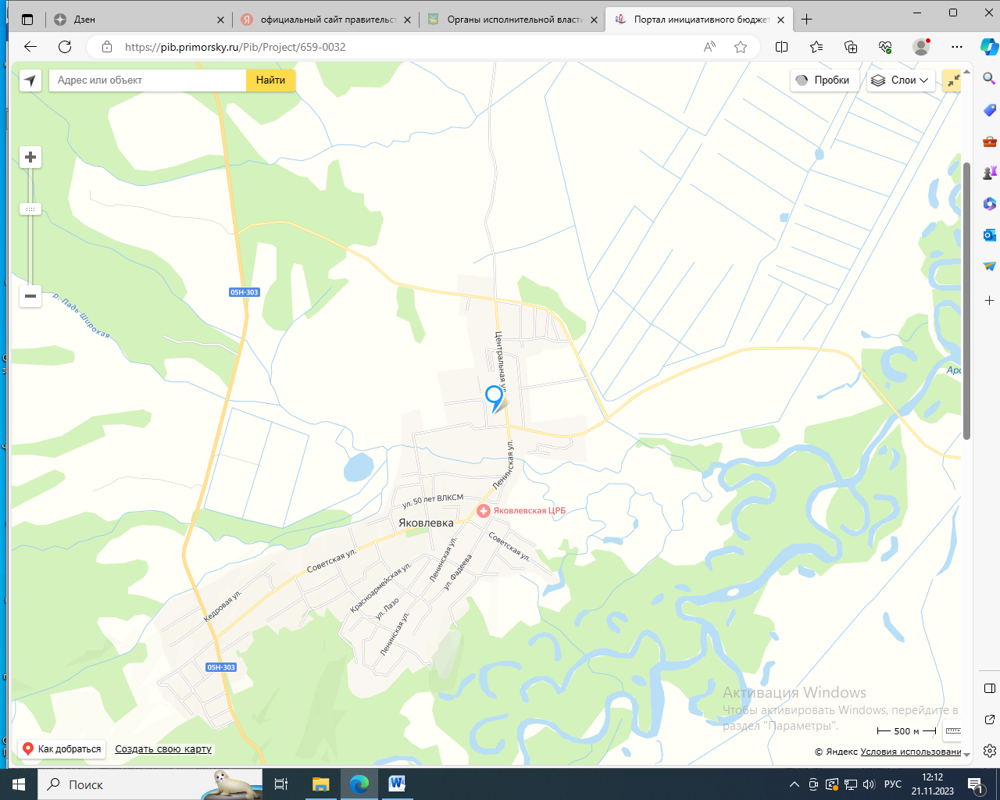 Дзен
официальный сайт правительст
Органы исполнительной власти
Портал инициативного бюджет
https://pib.primorsky.ru/Pib/Project/659-0032
Адрес или объект
Найти
Пробки
Слои
05Н-303
р. Падь Широкая
Центральная ул.
Арс
Ленинская ул.
ул. 50 лет ВЛКСМ
Яковлевская ЦРБ
Яковлевка
Советская ул.
Советская ул.
Ленинская ул.
ул. Фадеева
Красноармейская ул.
ул. Лазо
Кедровая ул.
Ленинская ул.
05Н-303
Активация Windows
Чтобы активировать Windows, перейдите в
раздел "Параметры".
500 м
Как добраться
Создать свою карту
© Яндекс Условия использовани
Поиск
РУС
12:12
21.11.2023
1